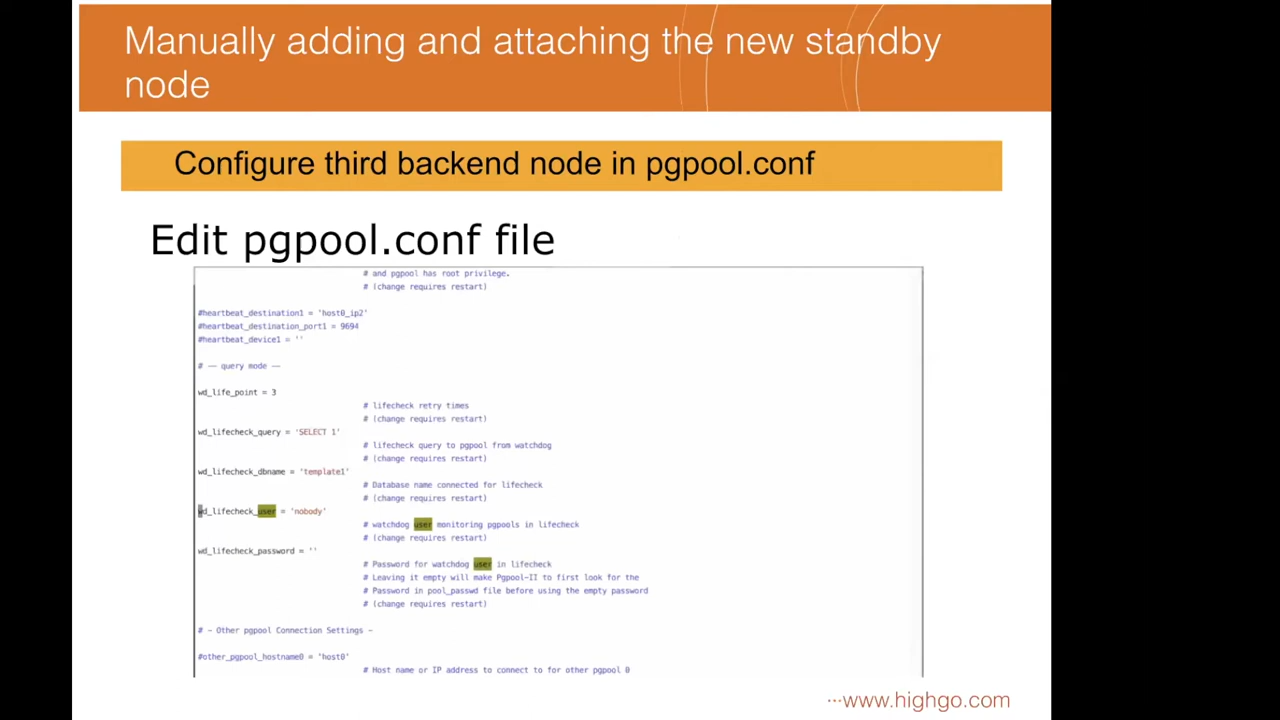 Manually adding and attaching the new standby
node
Configure third backend node in pgpool.conf
Edit pgpool.conf file
# and pgpool has root privilege.
# (change requires restart)
#heartbeat_destination1 = 'host0_ip2'
#heartbeat_destination_port1 = 9694
#heartbeat_device1 = ''
# -- query mode --
wd_life_point = 3
# lifecheck retry times
# (change requires restart)
wd_lifecheck_query = 'SELECT 1'
# lifecheck query to pgpool from watchdog
# (change requires restart)
wd_lifecheck_dbname = 'template1'
# Database name connected for lifecheck
# (change requires restart)
wd_lifecheck_user = 'nobody'
# watchdog user monitoring pgpools in lifecheck
# (change requires restart)
wd_lifecheck_password = ''
# Password for watchdog user in lifecheck
# Leaving it empty will make Pgpool-II to first look for the
# Password in pool_passwd file before using the empty password
# (change requires restart)
# - Other pgpool Connection Settings -
#other_pgpool_hostname0 = 'host0'
# Host name or IP address to connect to for other pgpool 0
···www.highgo.com